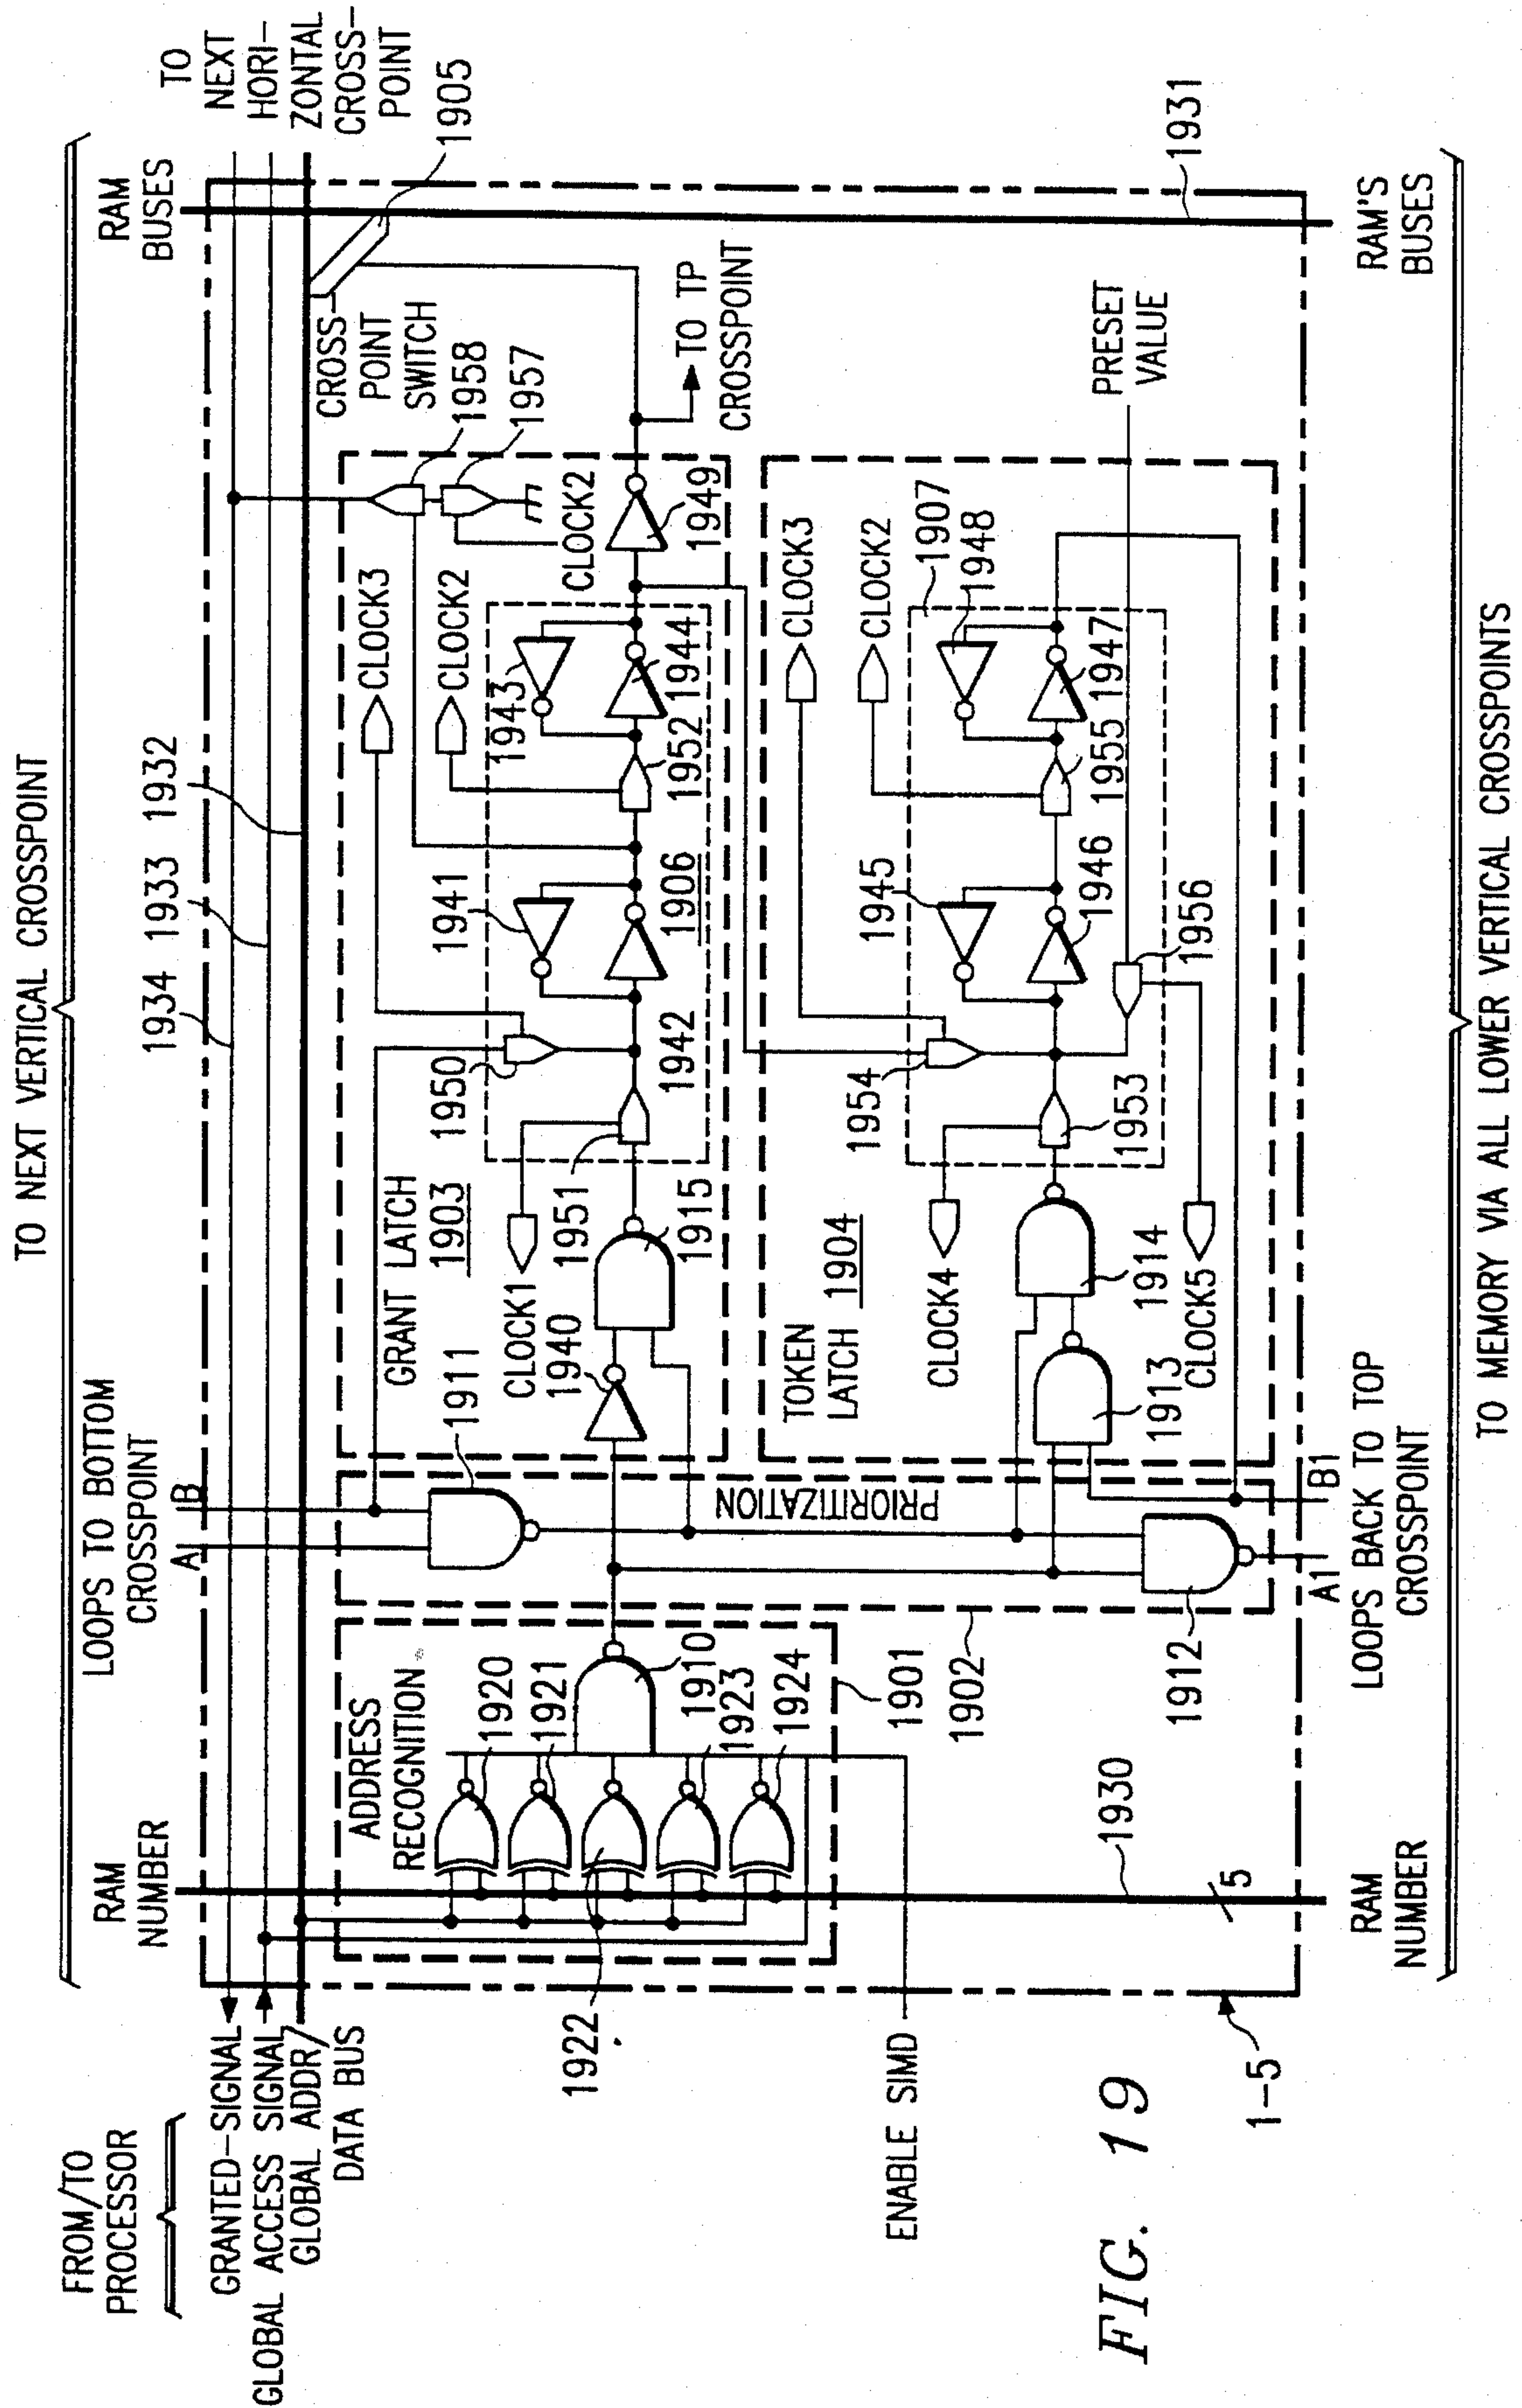 TO NEXT VERTICAL CROSSPOINT
FROM/TO
PROCESSOR
RAM
NUMBER
LOOPS TO BOTTOM
CROSSPOINT
A
B
1934
1933
1932
RAM
BUSES
TO
NEXT
HORI-
ZONTAL
CROSS-
POINT
GRANTED-SIGNAL
GLOBAL ACCESS SIGNAL
GLOBAL ADDR/
DATA BUS
1905
CROSS-
POINT
SWITCH
1958
1957
ADDRESS
RECOGNITION
1920
1921
1922
1910
1923
1924
1901
1911
GRANT LATCH
1903
CLOCK3
CLOCK2
CLOCK2
CLOCK1
1940
1915
1950
1951
1941
1942
1906
1943
1944
1952
1949
TO TP
CROSSPOINT
PRIORITIZATION
1902
1912
TOKEN
LATCH
1904
CLOCK3
CLOCK2
CLOCK4
CLOCK5
1913
1914
1954
1953
1945
1946
1956
1907
1948
1947
1955
PRESET
VALUE
ENABLE SIMD
1930
5
1931
1-5
RAM
NUMBER
A1
B1
LOOPS BACK TO TOP
CROSSPOINT
RAM'S
BUSES
TO MEMORY VIA ALL LOWER VERTICAL CROSSPOINTS
FIG. 19